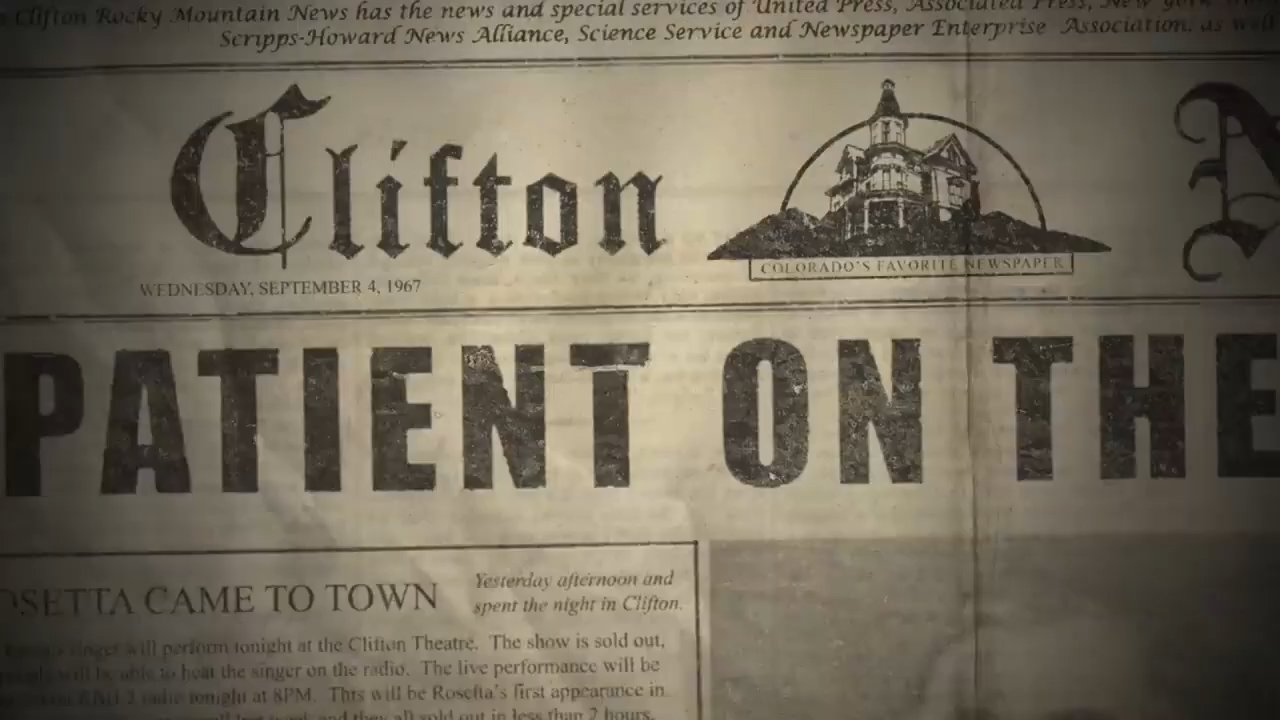 Clifton Rocky Mountain News has the news and special services of United Press, Associated Press, New York
Scripps-Howard News Alliance, Science Service and Newspaper Enterprise Association. as well
Clifton
COLORADO'S FAVORITE NEWSPAPER
WEDNESDAY, SEPTEMBER 4, 1967
PATIENT ON THE
OSETTA CAME TO TOWN
Yesterday afternoon and
spent the night in Clifton.
singer will perform tonight at the Clifton Theatre. The show is sold out,
will be able to hoat the singer on the radio. The live performance will be
radio tonight at 8PM. Thts will be Rosetta's first appearance in
and they all sold out in less than 2 hours.